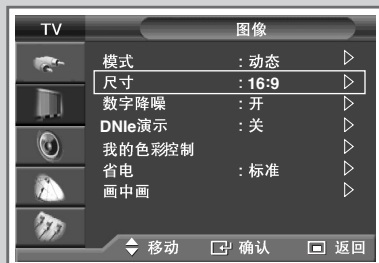 TV 图像
模式 : 动态
尺寸 : 16:9
数字降噪 : 开
DNIe演示 : 关
我的色彩控制
省电 : 标准
画中画
移动 确认 返回